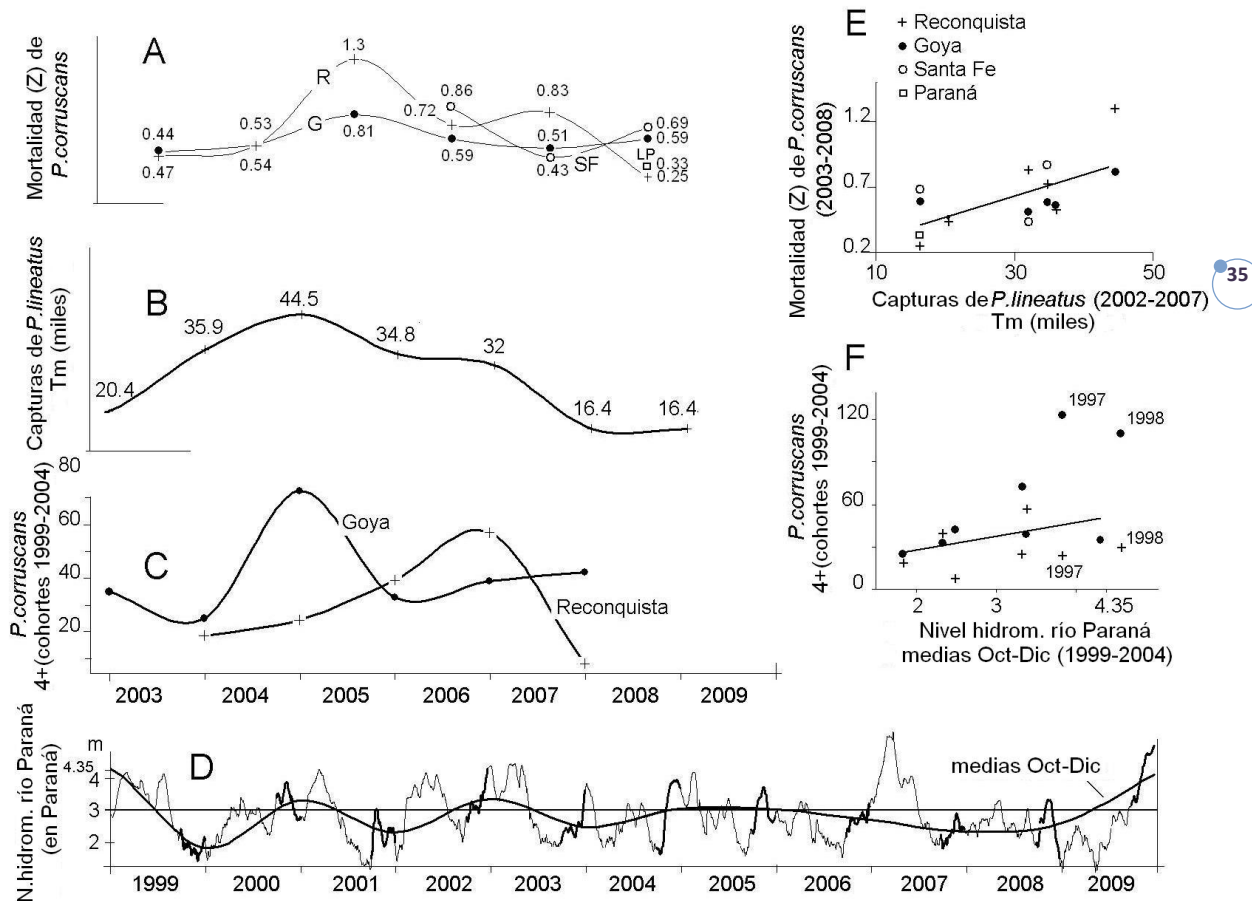 A
Mortalidad (Z) de
P.corruscans
R
G
SF
LP
0.44
0.47
0.53
0.54
1.3
0.81
0.86
0.72
0.59
0.83
0.51
0.43
0.69
0.59
0.33
0.25
B
Capturas de P.lineatus
Tm (miles)
20.4
35.9
44.5
34.8
32
16.4
16.4
C
P.corruscans
4+(cohortes 1999-2004)
80
60
40
20
Goya
Reconquista
2003 2004 2005 2006 2007 2008 2009
D
N.hidrom. río Paraná
(en Paraná)
m
4.35
4
3
2
medias Oct-Dic
1999 2000 2001 2002 2003 2004 2005 2006 2007 2008 2009
E
+ Reconquista
● Goya
○ Santa Fe
□ Paraná
Mortalidad (Z) de P.corruscans
(2003-2008)
1.2
0.7
0.2
10 30 50
Capturas de P.lineatus (2002-2007)
Tm (miles)
35
F
P.corruscans
4+(cohortes 1999-2004)
120
60
0
1997
1998
1997
1998
2 3 4.35
Nivel hidrom. río Paraná
medias Oct-Dic (1999-2004)